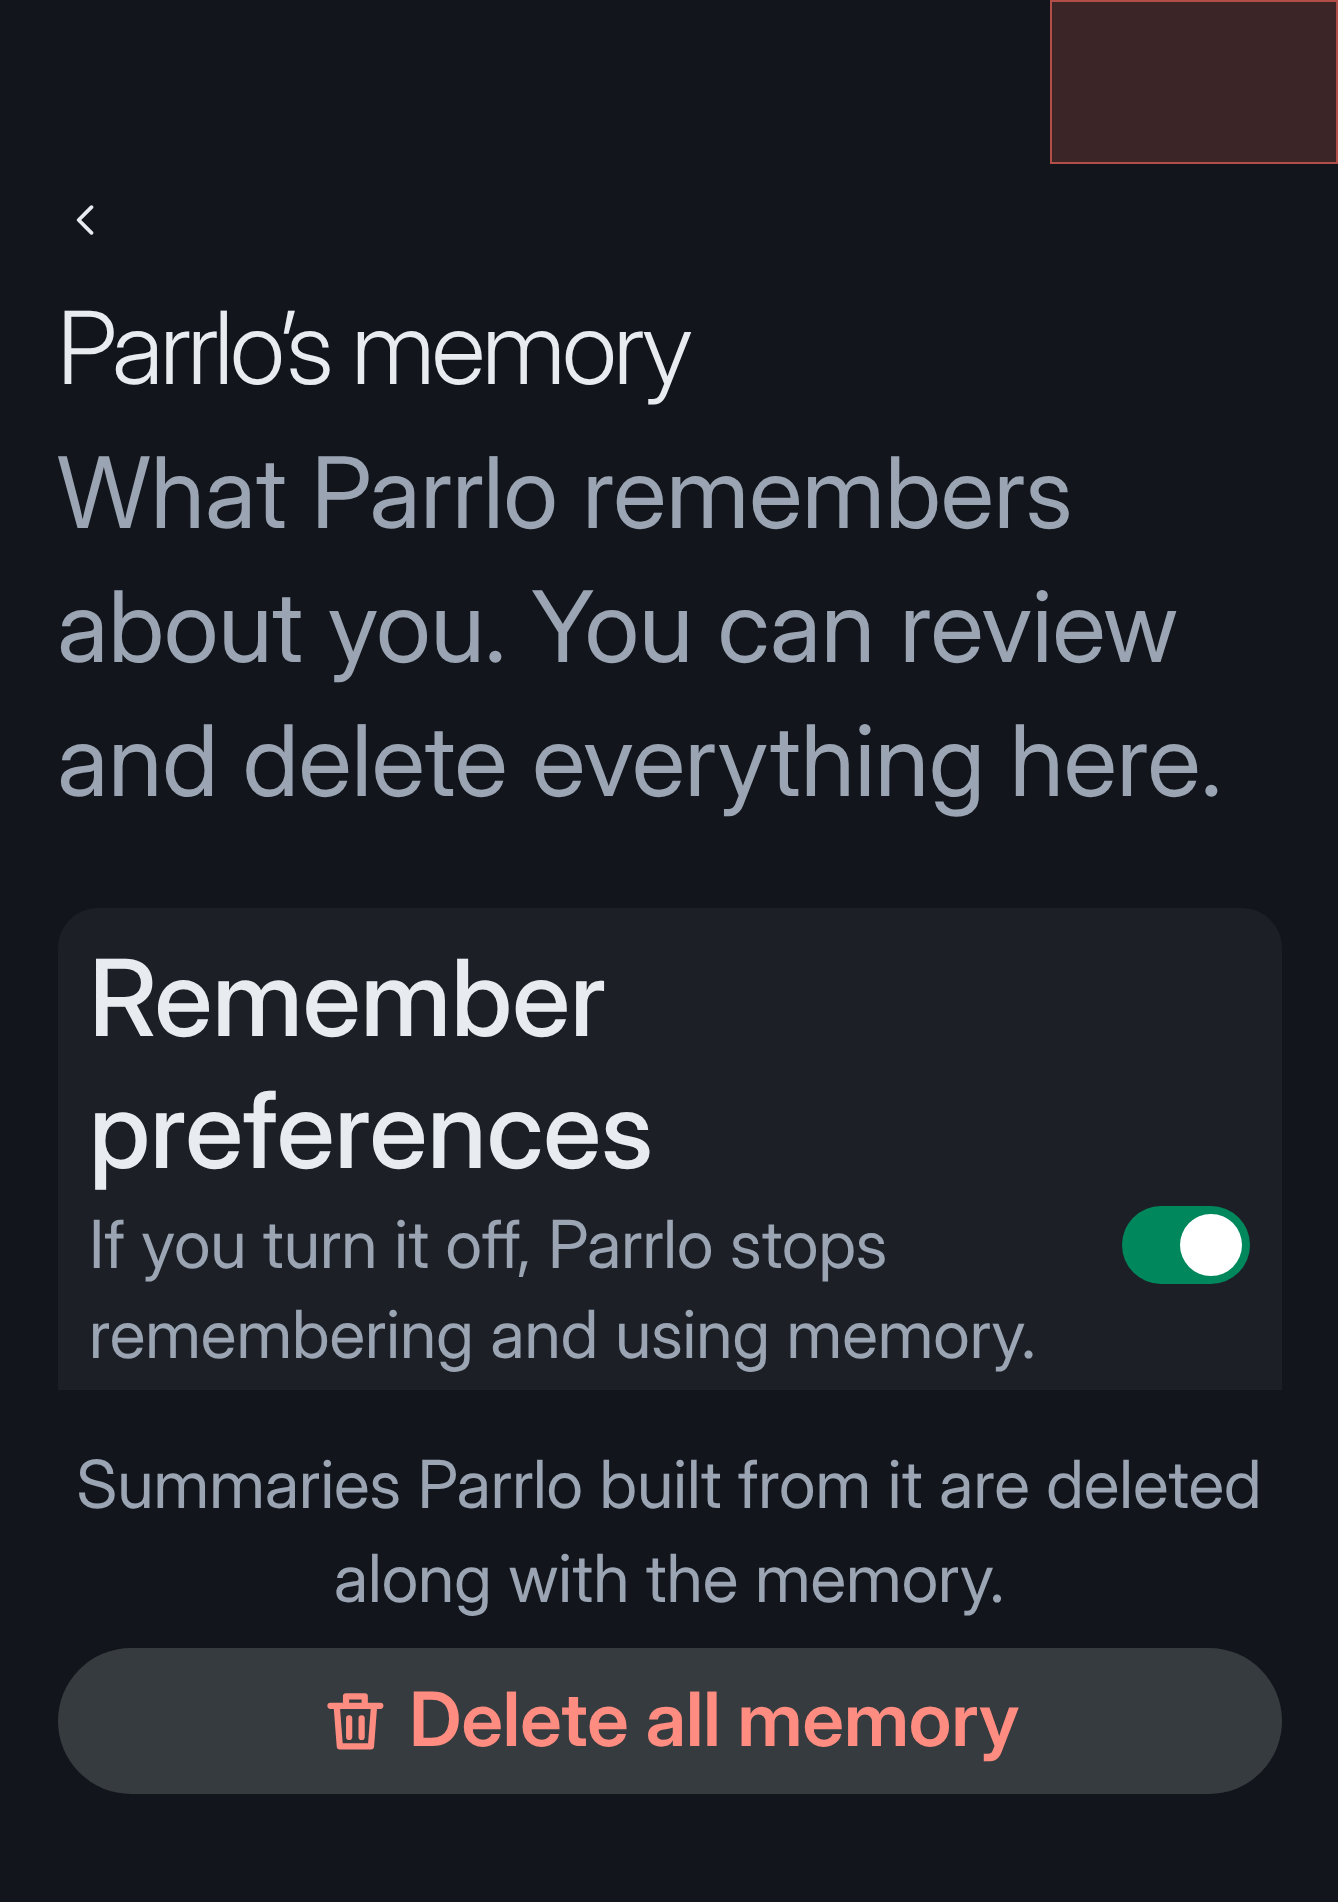 Parrlo’s memory
What Parrlo remembers
about you. You can review
and delete everything here.
Remember
preferences
If you turn it off, Parrlo stops
remembering and using memory.
Summaries Parrlo built from it are deleted
along with the memory.
Delete all memory